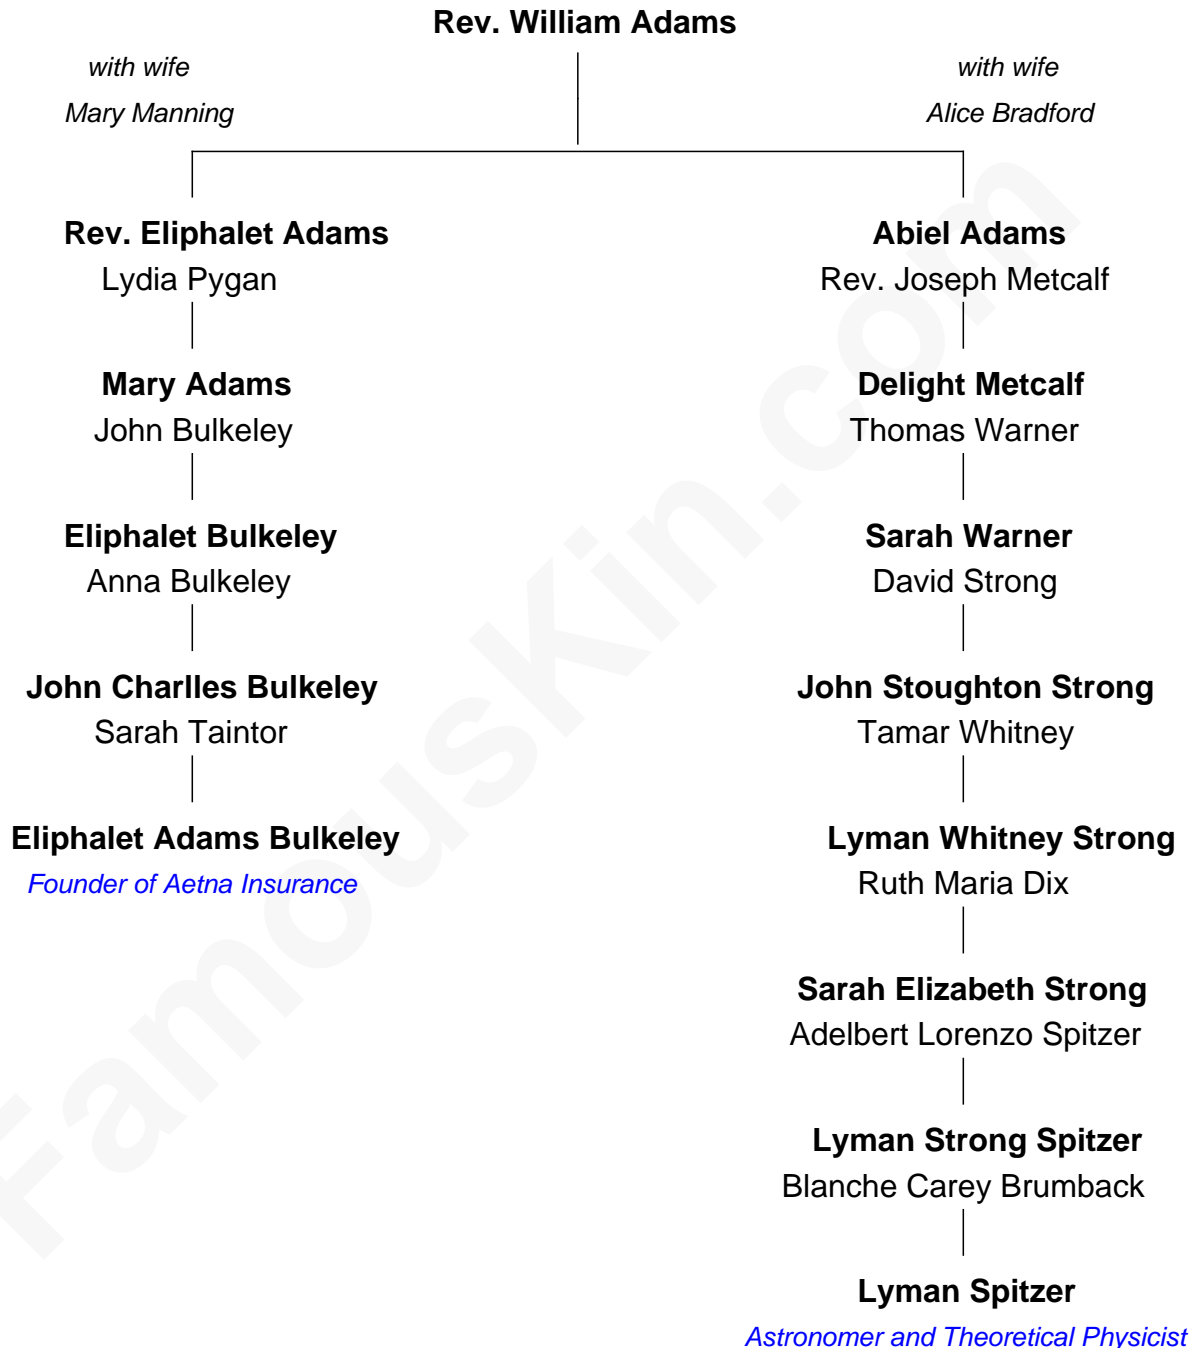 Rev. William Adams
with wife
Mary Manning
with wife
Alice Bradford
Rev. Eliphalet Adams
Lydia Pygan
Mary Adams
John Bulkeley
Eliphalet Bulkeley
Anna Bulkeley
John Charlles Bulkeley
Sarah Taintor
Eliphalet Adams Bulkeley
Founder of Aetna Insurance
Abiel Adams
Rev. Joseph Metcalf
Delight Metcalf
Thomas Warner
Sarah Warner
David Strong
John Stoughton Strong
Tamar Whitney
Lyman Whitney Strong
Ruth Maria Dix
Sarah Elizabeth Strong
Adelbert Lorenzo Spitzer
Lyman Strong Spitzer
Blanche Carey Brumback
Lyman Spitzer
Astronomer and Theoretical Physicist
FamousKin.com